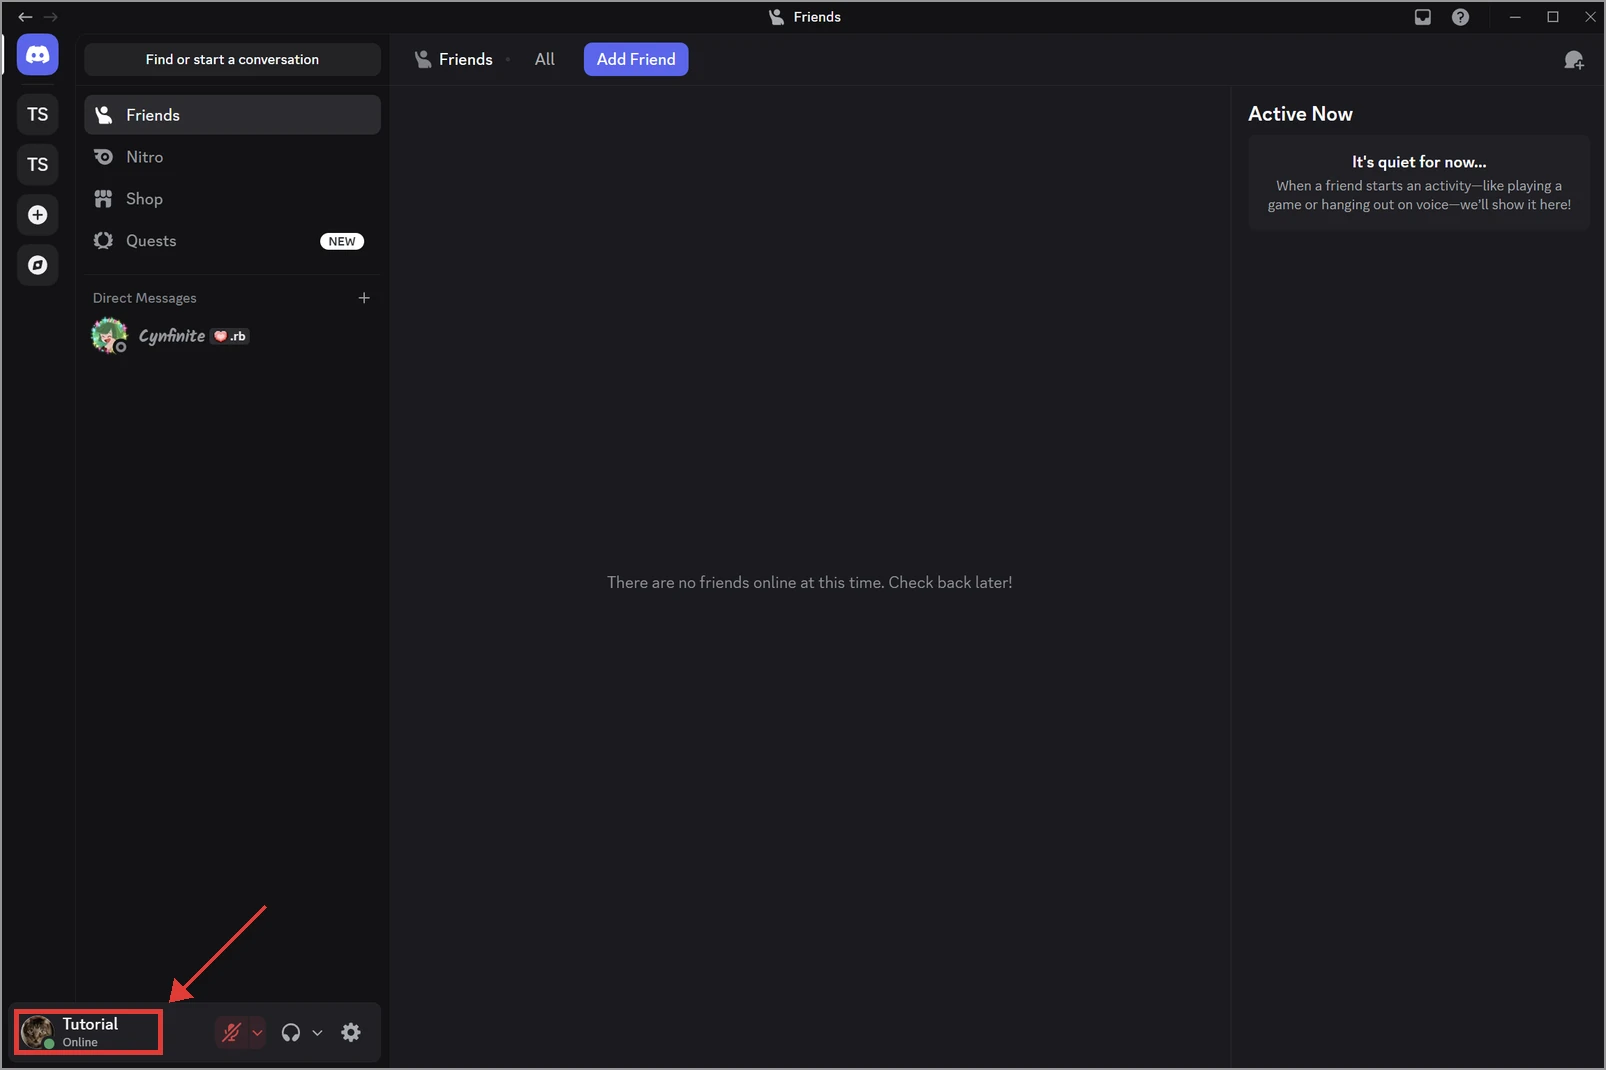 Friends
Find or start a conversation
Friends
All
Add Friend
TS
TS
Friends
Nitro
Shop
Quests
NEW
Direct Messages
Cynfinite
.rb
Active Now
It's quiet for now...
When a friend starts an activity—like playing a
game or hanging out on voice—we'll show it here!
There are no friends online at this time. Check back later!
Tutorial
Online